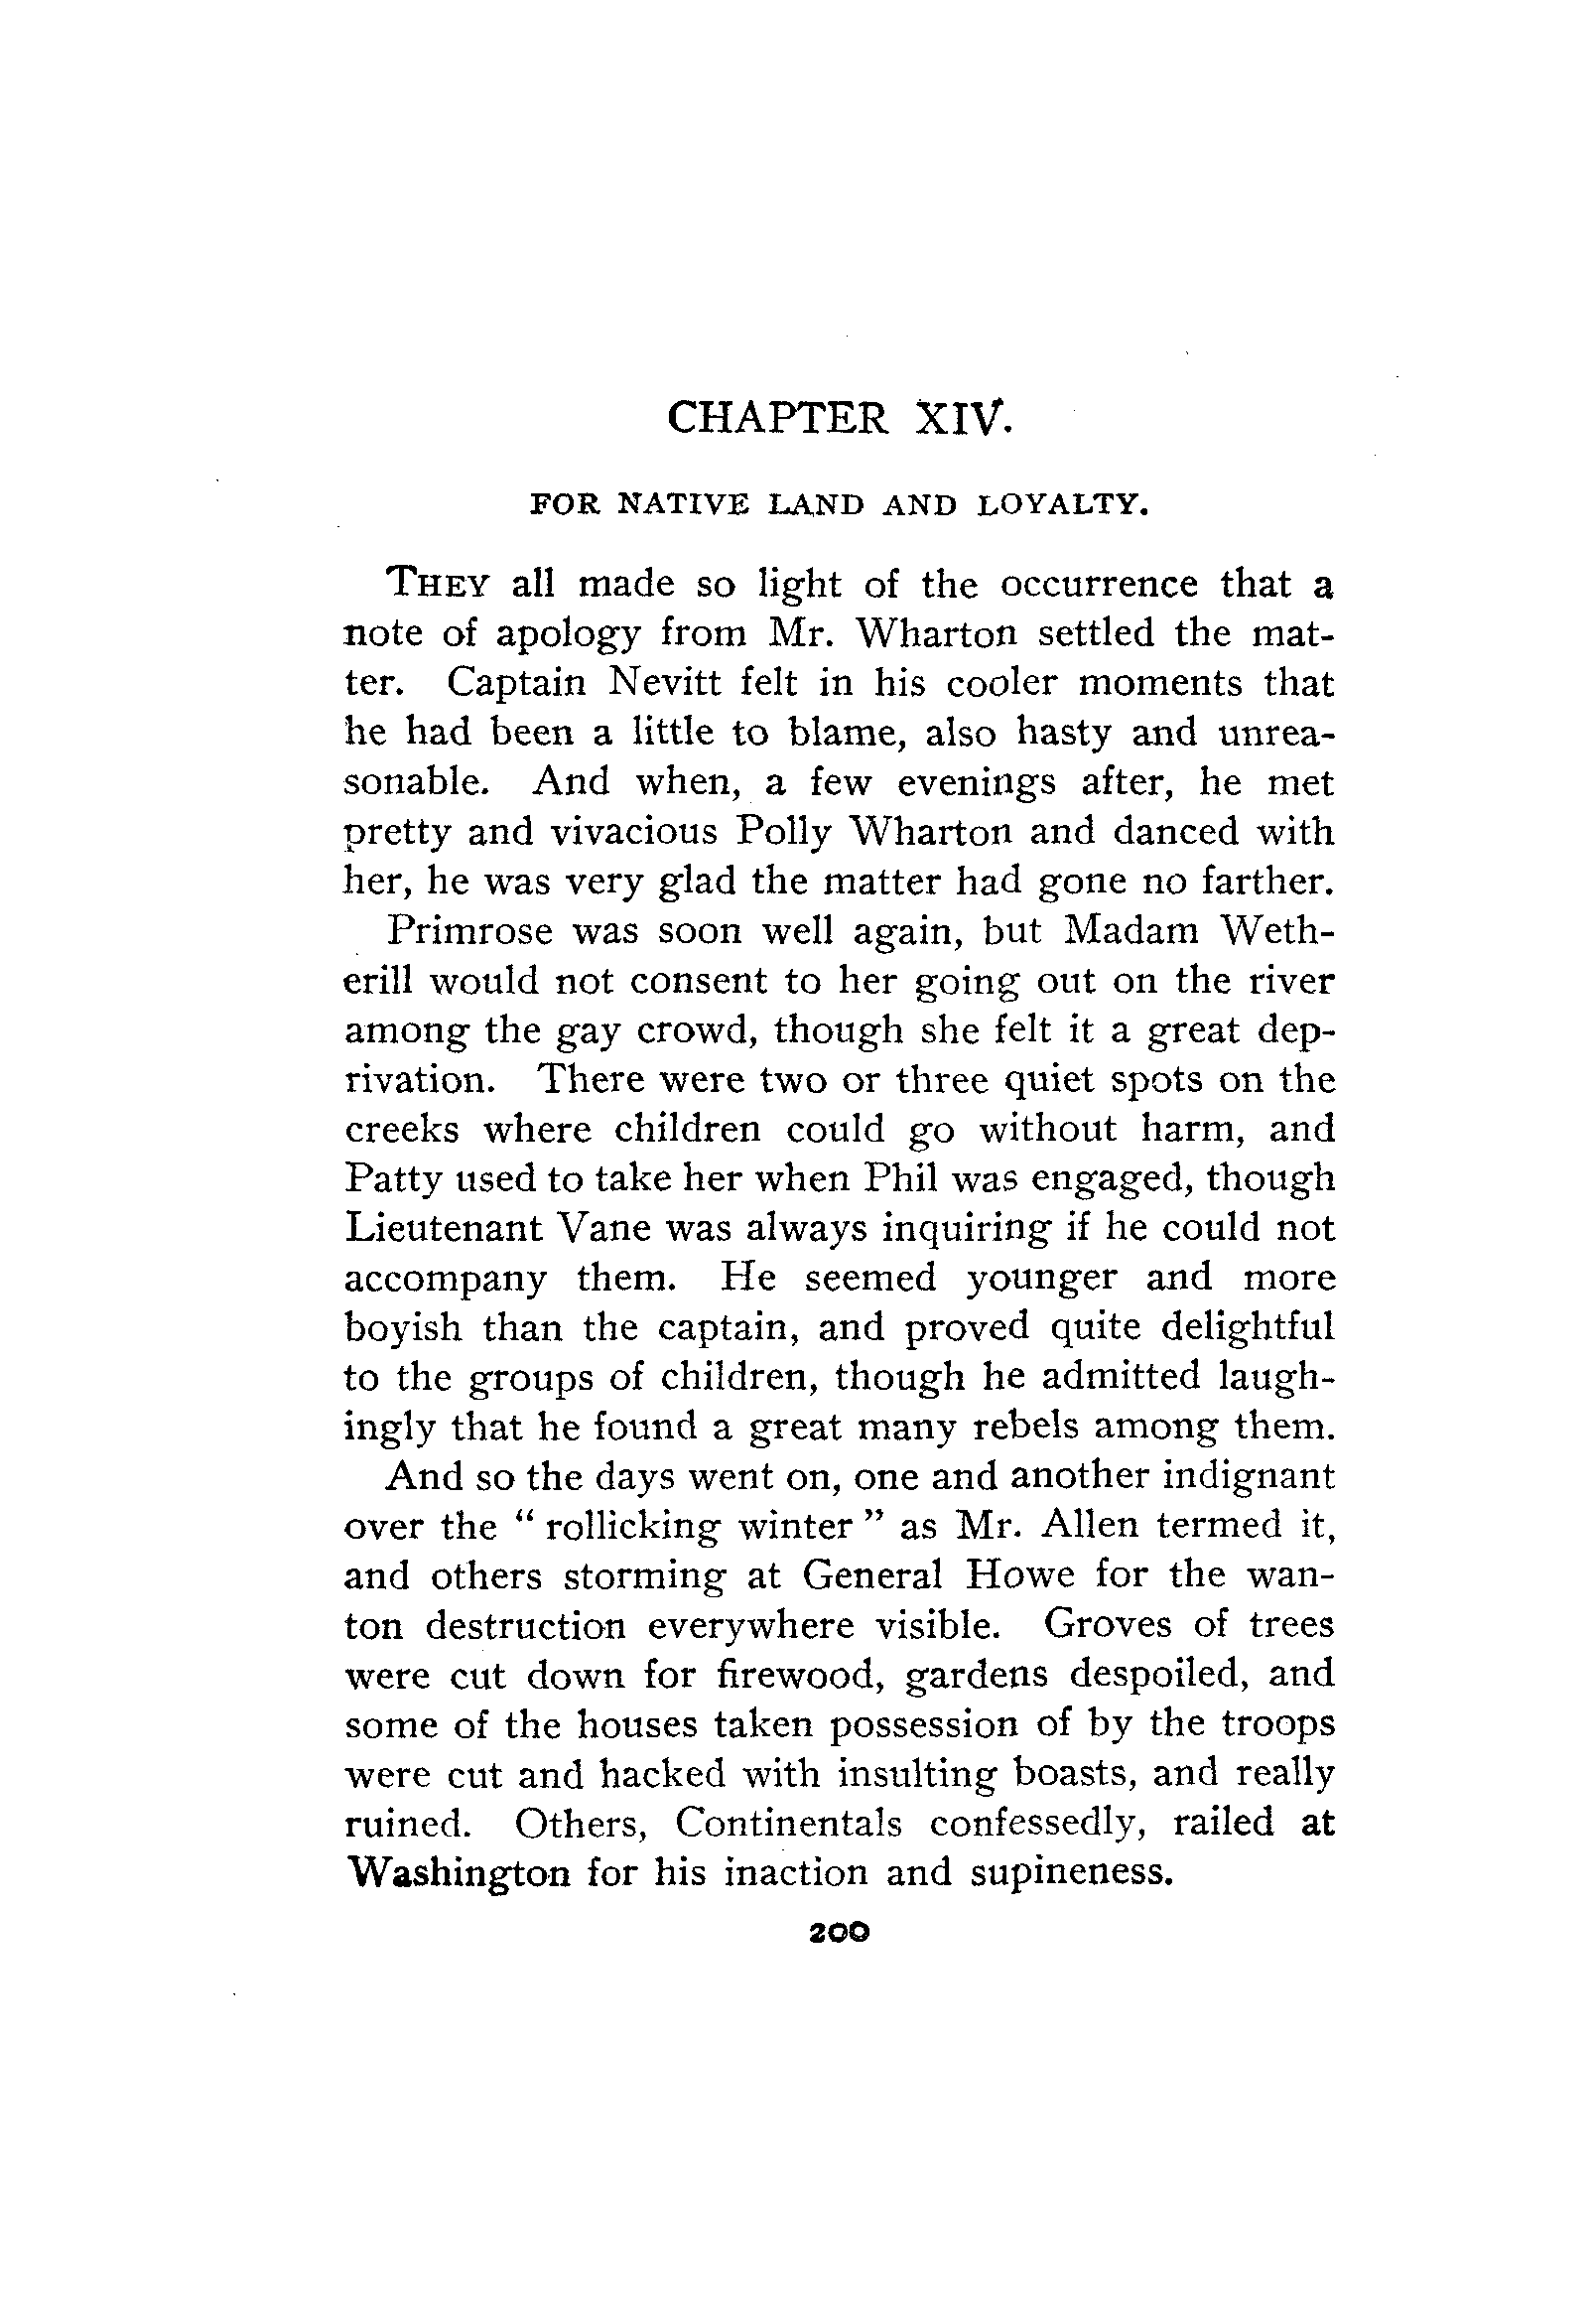 CHAPTER XIV.
FOR NATIVE LAND AND LOYALTY.
THEY all made so light of the occurrence that a
note of apology from Mr. Wharton settled the mat-
ter. Captain Nevitt felt in his cooler moments that
he had been a little to blame, also hasty and unrea-
sonable. And when, a few evenings after, he met
pretty and vivacious Polly Wharton and danced with
her, he was very glad the matter had gone no farther.
Primrose was soon well again, but Madam Weth-
erill would not consent to her going out on the river
among the gay crowd, though she felt it a great dep-
rivation. There were two or three quiet spots on the
creeks where children could go without harm, and
Patty used to take her when Phil was engaged, though
Lieutenant Vane was always inquiring if he could not
accompany them. He seemed younger and more
boyish than the captain, and proved quite delightful
to the groups of children, though he admitted laugh-
ingly that he found a great many rebels among them.
And so the days went on, one and another indignant
over the “ rollicking winter ” as Mr. Allen termed it,
and others storming at General Howe for the wan-
ton destruction everywhere visible. Groves of trees
were cut down for firewood, gardens despoiled, and
some of the houses taken possession of by the troops
were cut and hacked with insulting boasts, and really
ruined. Others, Continentals confessedly, railed at
Washington for his inaction and supineness.
200